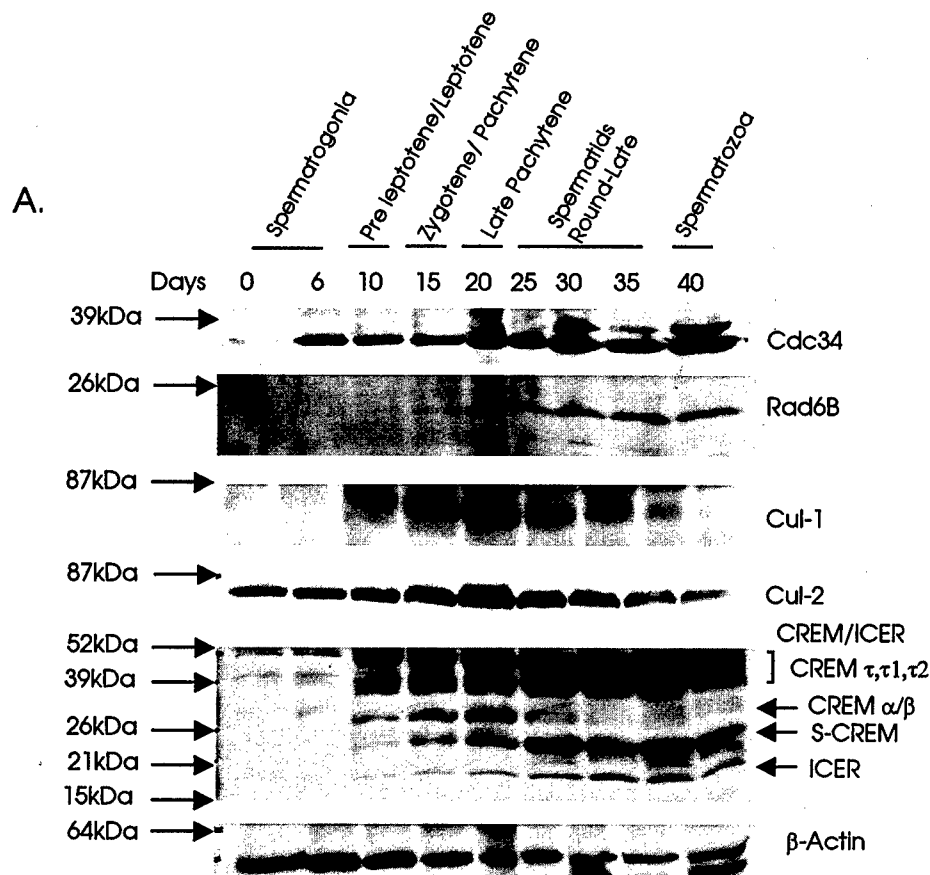 A.
Spermatogonia
Pre leptotene/Leptotene
Zygotene/ Pachytene
Late Pachytene
Spermatids
Round-Late
Spermatozoa
Days 0 6 10 15 20 25 30 35 40
39kDa
Cdc34
26kDa
Rad6B
87kDa
Cul-1
87kDa
Cul-2
CREM/ICER
52kDa
CREM τ,τ1,τ2
39kDa
CREM α/β
26kDa
S-CREM
21kDa
ICER
15kDa
64kDa
β-Actin